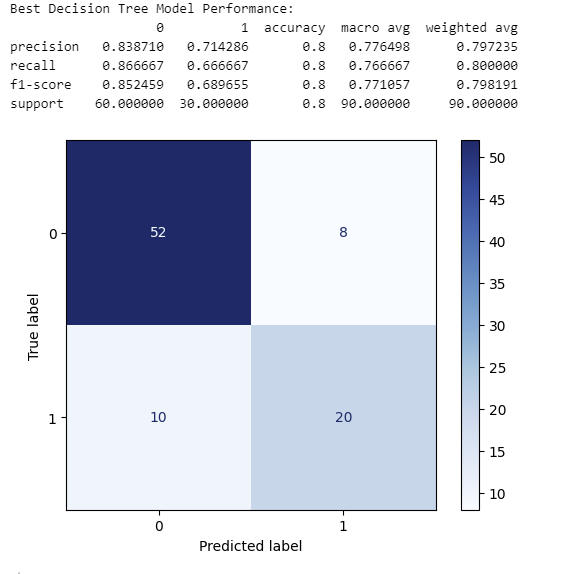 Best Decision Tree Model Performance:
0 1 accuracy macro avg weighted avg
precision 0.838710 0.714286 0.8 0.776498 0.797235
recall 0.866667 0.666667 0.8 0.766667 0.800000
f1-score 0.852459 0.689655 0.8 0.771057 0.798191
support 60.000000 30.000000 0.8 90.000000 90.000000
50
45
40
35
30
25
20
15
10
True label
0
52 8
1
10 20
0 1
Predicted label